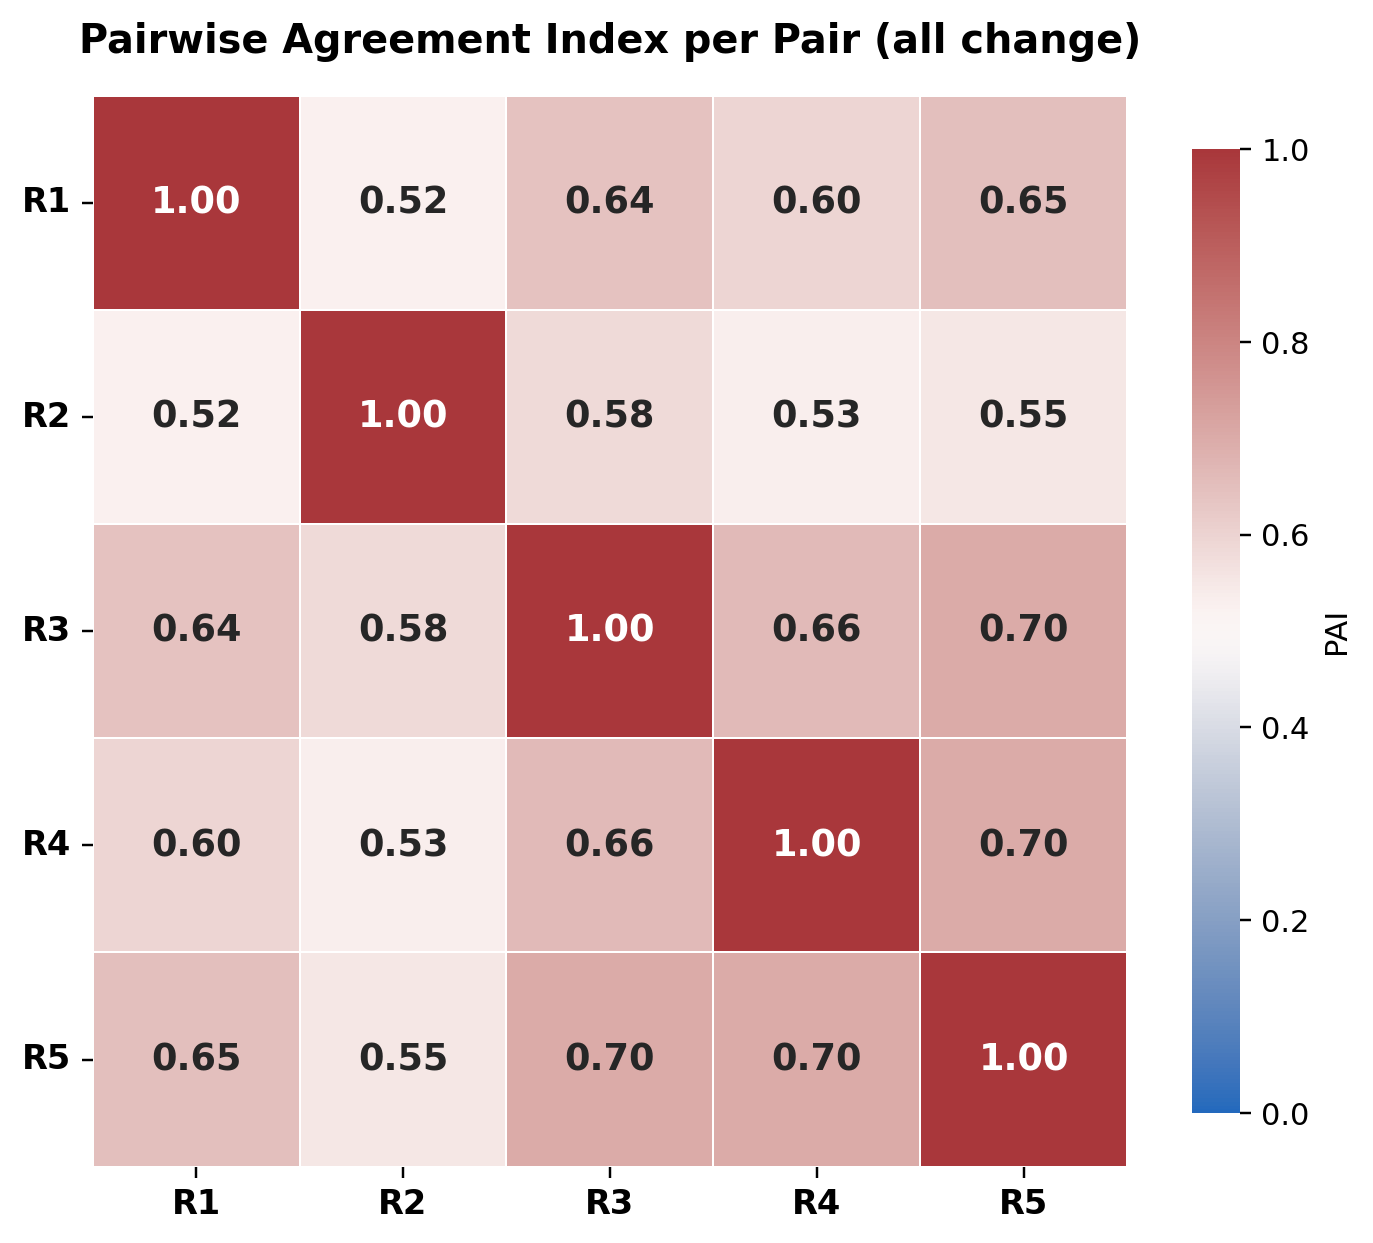 Pairwise Agreement Index per Pair (all change)
R1 1.00 0.52 0.64 0.60 0.65
R2 0.52 1.00 0.58 0.53 0.55
R3 0.64 0.58 1.00 0.66 0.70
R4 0.60 0.53 0.66 1.00 0.70
R5 0.65 0.55 0.70 0.70 1.00
R1 R2 R3 R4 R5
1.0
0.8
0.6
0.4
0.2
0.0
PAI